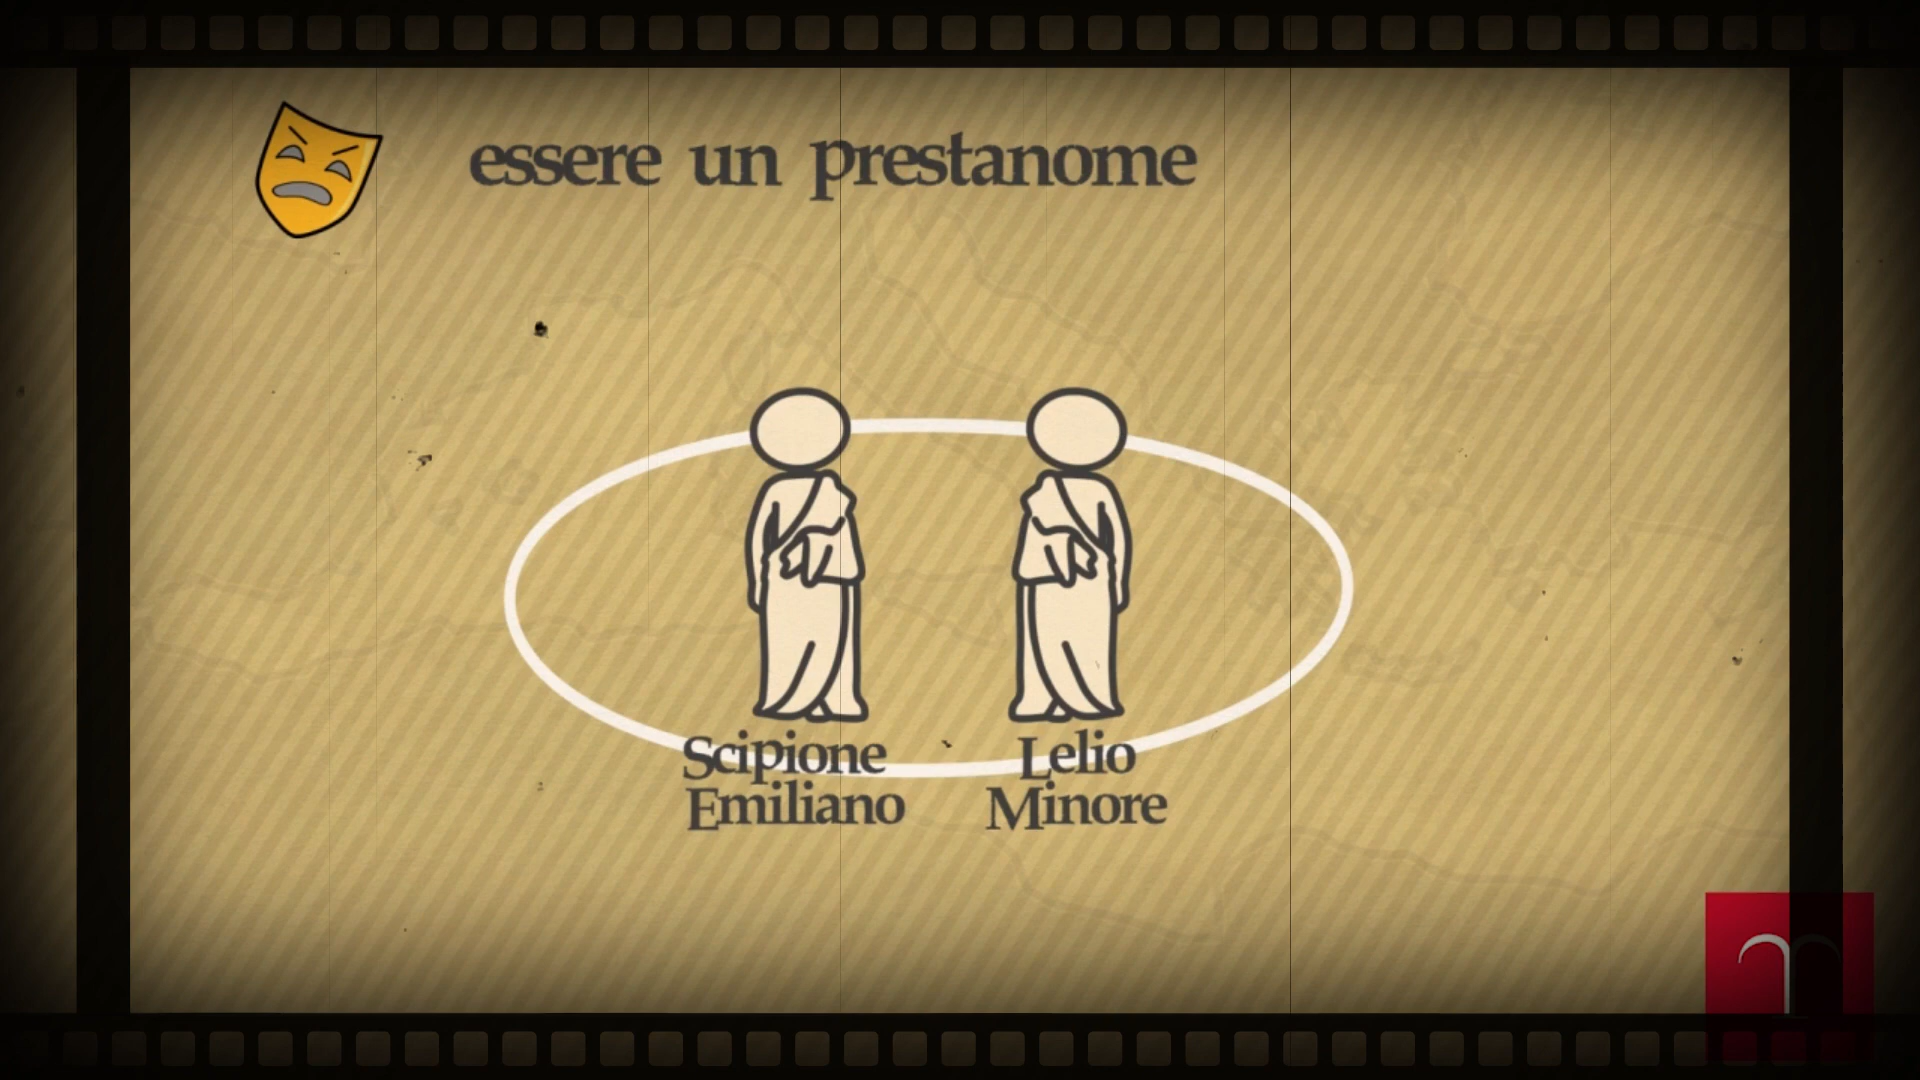 essere un prestanome
Scipione
Emiliano
Lelio
Minore